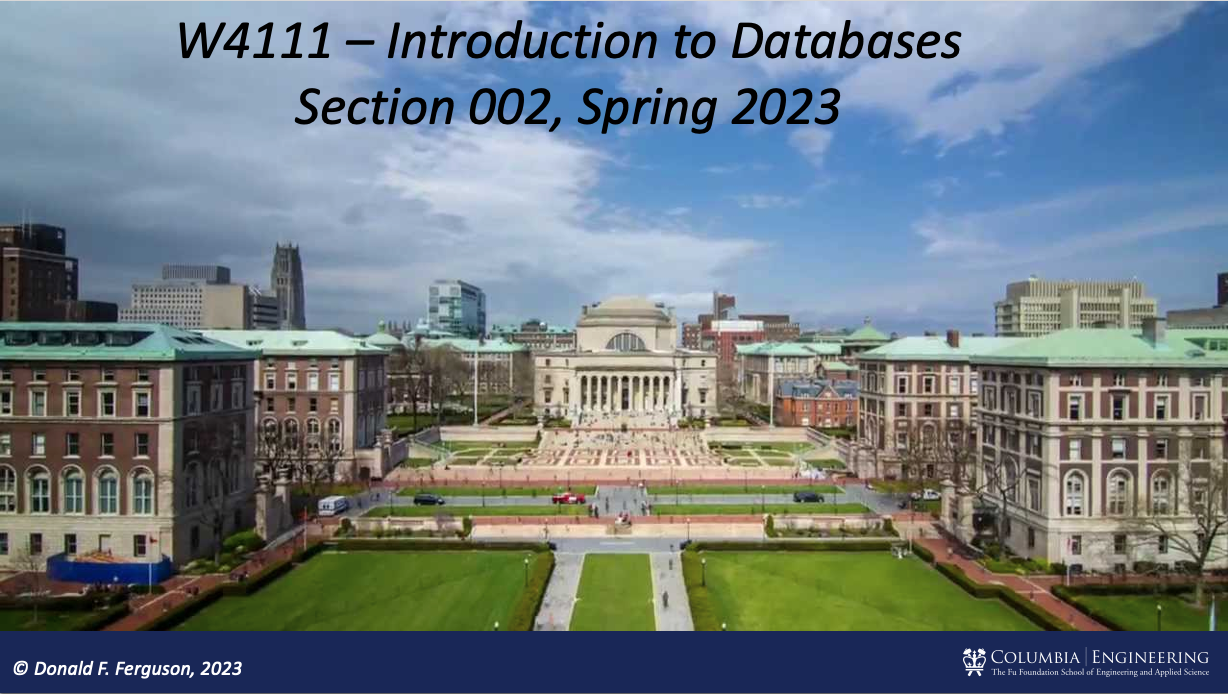 W4111 – Introduction to Databases
Section 002, Spring 2023
© Donald F. Ferguson, 2023
COLUMBIA | ENGINEERING
The Fu Foundation School of Engineering and Applied Science